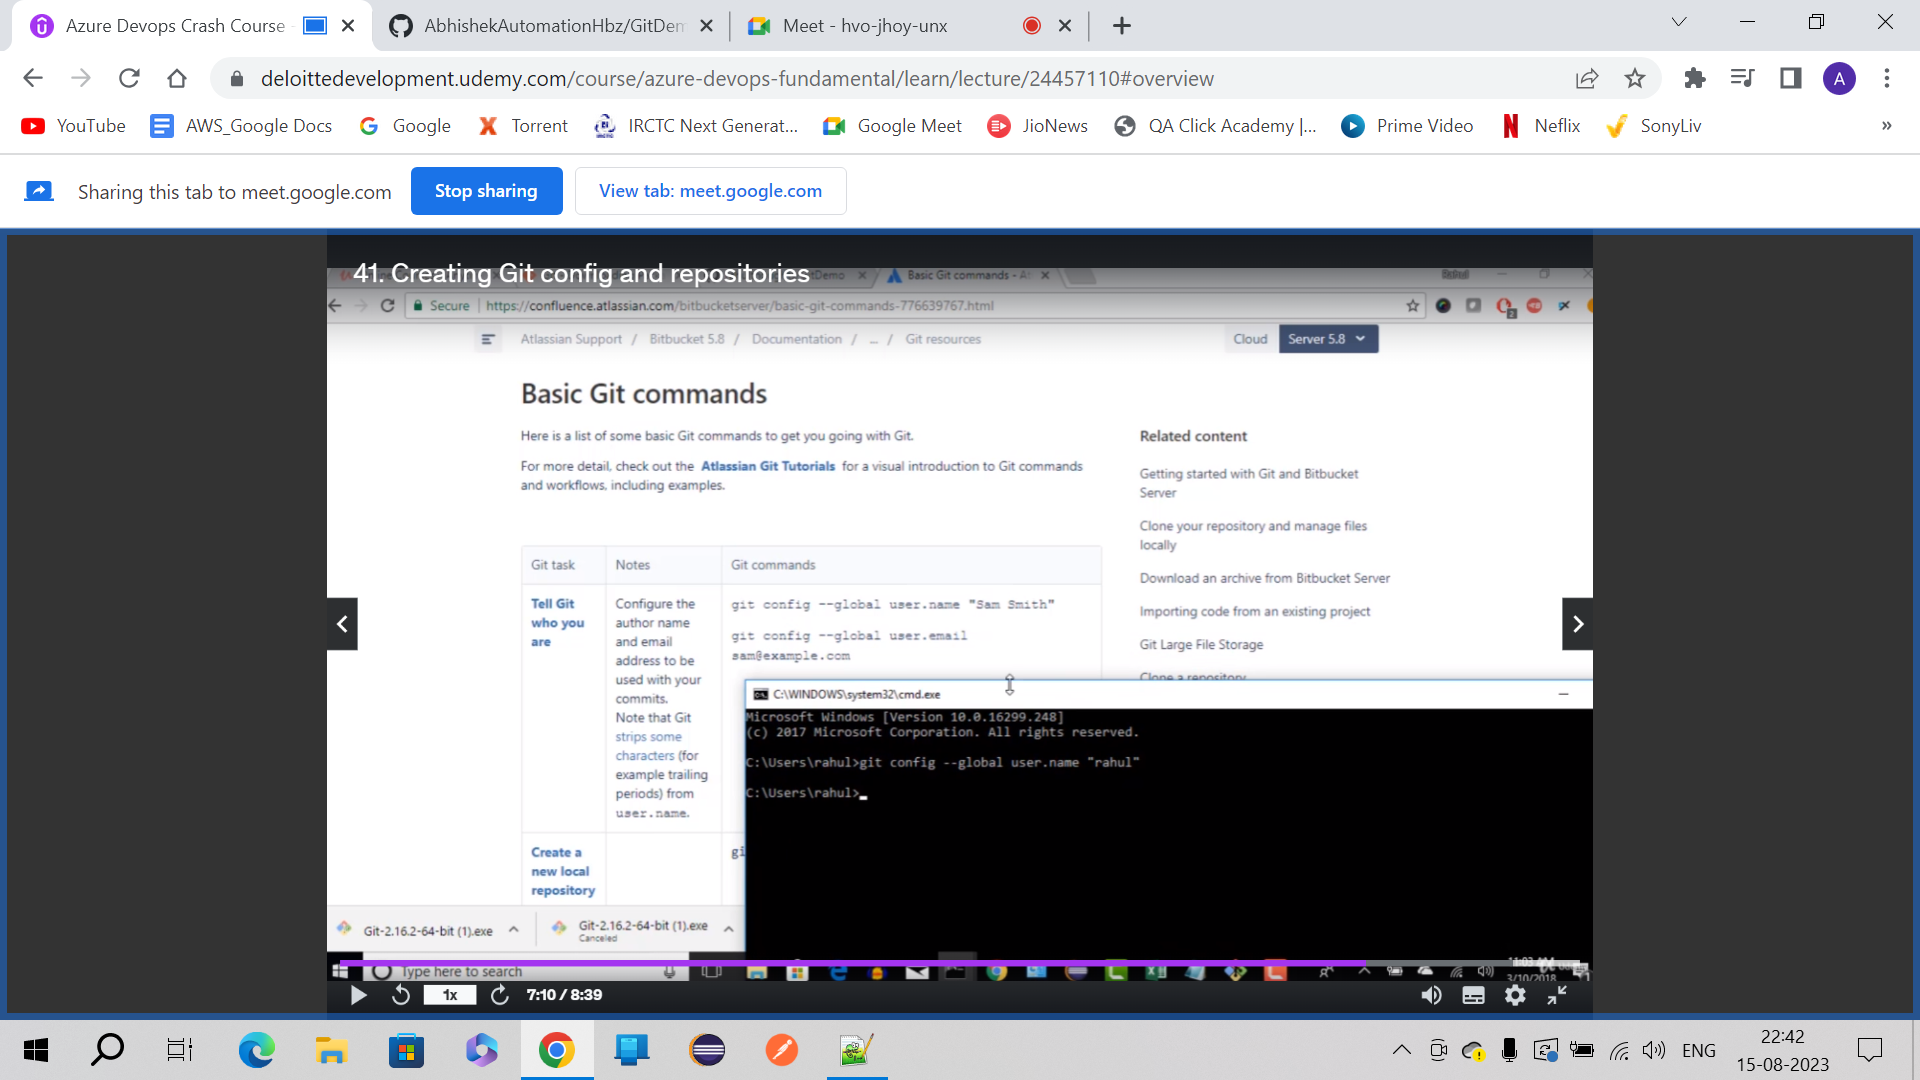 Azure Devops Crash Course
AbhishekAutomationHbz/GitDem
Meet - hvo-jhoy-unx
deloittedevelopment.udemy.com/course/azure-devops-fundamental/learn/lecture/24457110#overview
A
YouTube
AWS_Google Docs
Google
Torrent
IRCTC Next Generat...
Google Meet
JioNews
QA Click Academy |...
Prime Video
Neflix
SonyLiv
»
Sharing this tab to meet.google.com
Stop sharing
View tab: meet.google.com
41. Creating Git config and repositories
Basic Git commands - At
Secure
https://confluence.atlassian.com/bitbucketserver/basic-git-commands-776639767.html
Atlassian Support / Bitbucket 5.8 / Documentation / ... / Git resources
Cloud
Server 5.8
Basic Git commands
Here is a list of some basic Git commands to get you going with Git.
For more detail, check out the Atlassian Git Tutorials for a visual introduction to Git commands
and workflows, including examples.
Related content
Getting started with Git and Bitbucket
Server
Clone your repository and manage files
locally
Download an archive from Bitbucket Server
Importing code from an existing project
Git Large File Storage
Clone a repository
Git task
Notes
Git commands
Tell Git
who you
are
Configure the
author name
and email
address to be
used with your
commits.
Note that Git
strips some
characters (for
example trailing
periods) from
user.name.
git config --global user.name "Sam Smith"
git config --global user.email
sam@example.com
Create a
new local
repository
gi
C:\WINDOWS\system32\cmd.exe
Microsoft Windows [Version 10.0.16299.248]
(c) 2017 Microsoft Corporation. All rights reserved.
C:\Users\rahul>git config --global user.name "rahul"
C:\Users\rahul>
Git-2.16.2-64-bit (1).exe
Git-2.16.2-64-bit (1).exe
Canceled
Type here to search
3/10/2018
1x
7:10 / 8:39
ENG
22:42
15-08-2023